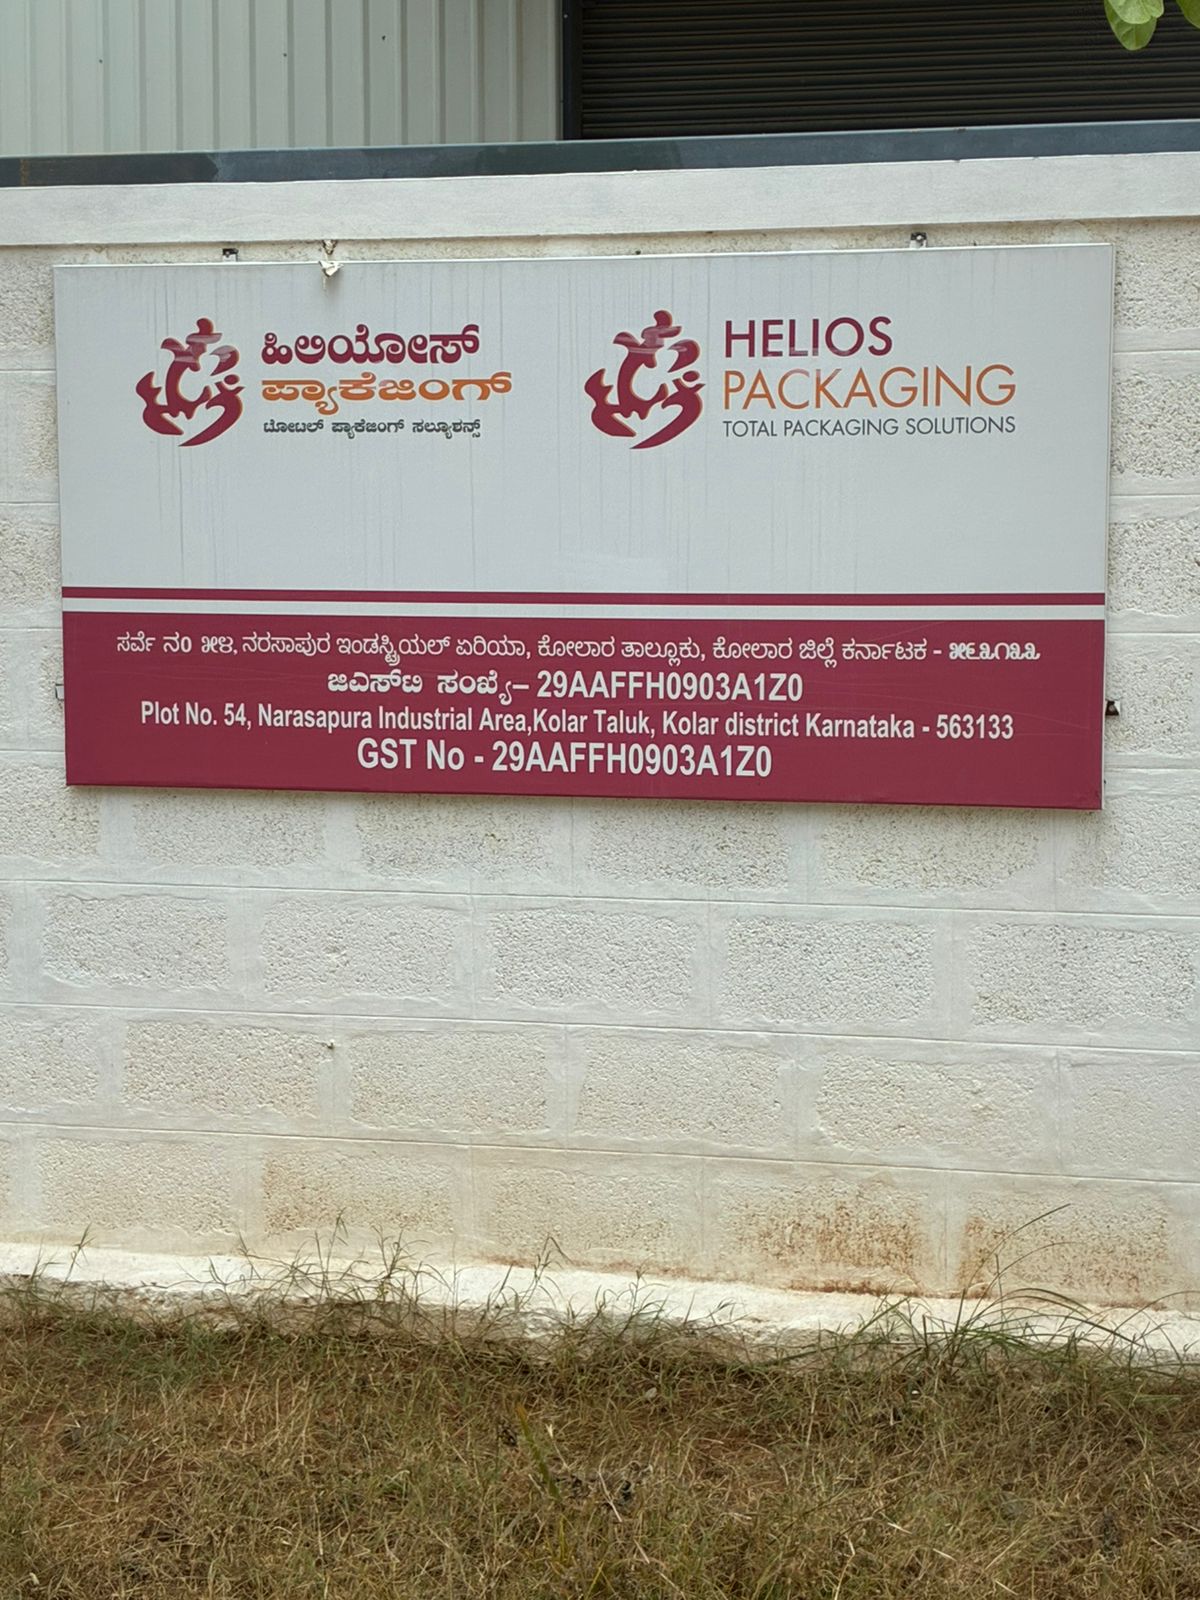 ಹಿಲಿಯೋಸ್
ಪ್ಯಾಕೆಜಿಂಗ್
ಟೋಟಲ್ ಪ್ಯಾಕೆಜಿಂಗ್ ಸಲ್ಯೂಶನ್ಸ್
HELIOS
PACKAGING
TOTAL PACKAGING SOLUTIONS
ಸರ್ವೆ ನಂ ೫೪, ನರಸಾಪುರ ಇಂಡಸ್ಟ್ರಿಯಲ್ ಏರಿಯಾ, ಕೋಲಾರ ತಾಲ್ಲೂಕು, ಕೋಲಾರ ಜಿಲ್ಲೆ ಕರ್ನಾಟಕ - ೫೬೩೧೩೩
ಜಿಎಸ್‌ಟಿ ಸಂಖ್ಯೆ– 29AAFFH0903A1Z0
Plot No. 54, Narasapura Industrial Area,Kolar Taluk, Kolar district Karnataka - 563133
GST No - 29AAFFH0903A1Z0